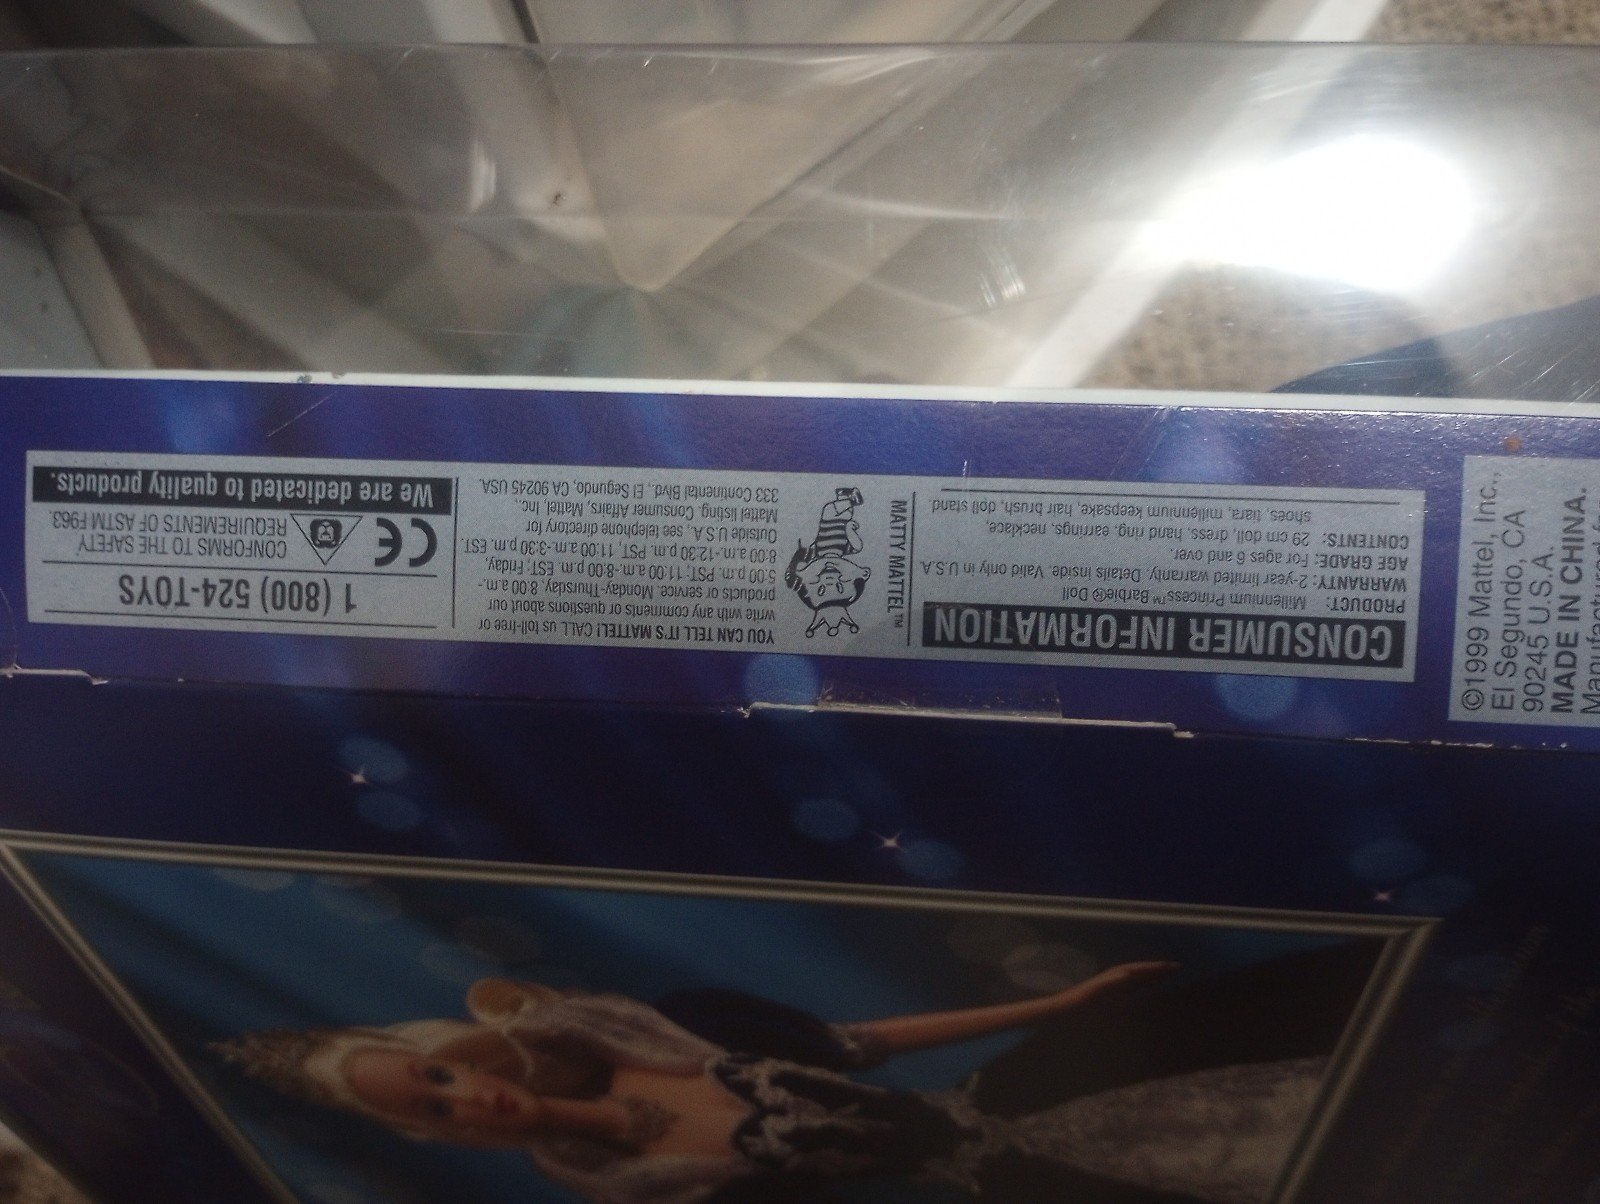 CONSUMER INFORMATION
PRODUCT: Millennium Princess™ Barbie® Doll
WARRANTY: 2-year limited warranty. Details inside. Valid only in U.S.A.
AGE GRADE: For ages 6 and over.
CONTENTS: 29 cm doll, dress, hand ring, earrings, necklace,
shoes, tiara, millennium, keepsake, hair brush, doll stand
MATTY MATTEL™
YOU CAN TELL IT'S MATTEL! CALL us toll-free or
write with any comments or questions about
products or service. Monday-Thursday, 8:00 a.m.-
5:00 p.m. PST; 11:00 a.m.-8:00 p.m. EST; Friday,
8:00-a.m.-12:30 p.m. PST, 11:00 a.m-3:30 p.m. EST.
Outside U.S.A., see telephone directory for
Mattel listing. Consumer Affairs, Mattel, Inc.,
333 Continental Blvd., El Segundo, CA 90245 USA.
1 (800) 524-TOYS
CE
CONFORMS TO THE SAFETY
REQUIREMENTS OF ASTM F963.
We are dedicated to quality products.
©1999 Mattel, Inc.,
El Segundo, CA
90245 U.S.A.
MADE IN CHINA.
Manufactured for